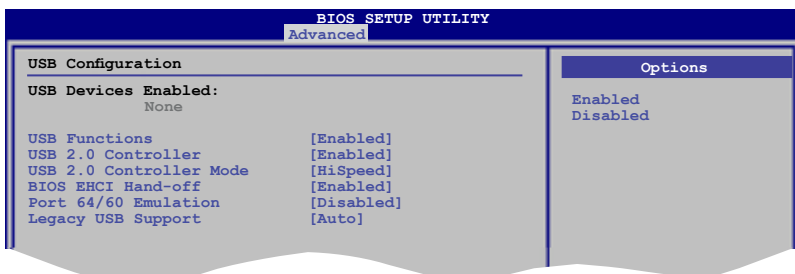 BIOS SETUP UTILITY
Advanced
USB Configuration
USB Devices Enabled:
None
USB Functions [Enabled]
USB 2.0 Controller [Enabled]
USB 2.0 Controller Mode [HiSpeed]
BIOS EHCI Hand-off [Enabled]
Port 64/60 Emulation [Disabled]
Legacy USB Support [Auto]
Options
Enabled
Disabled